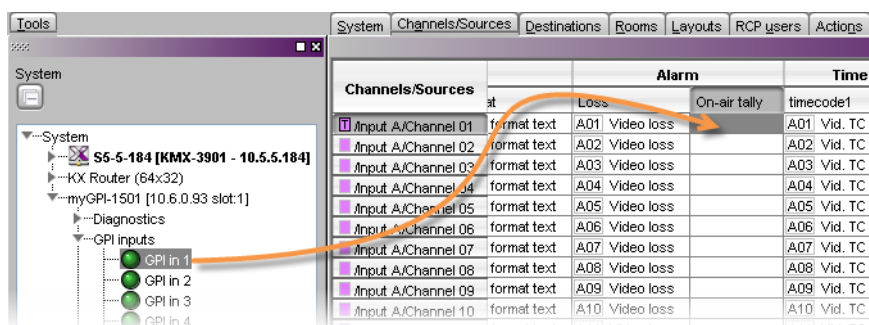 Tools
System
Channels/Sources
Destinations
Rooms
Layouts
RCP users
Actions
System
System
S5-5-184 [KMX-3901 - 10.5.5.184]
KX Router (64x32)
myGPI-1501 [10.6.0.93 slot:1]
Diagnostics
GPI inputs
GPI in 1
GPI in 2
GPI in 3
GPI in 4
Channels/Sources
Alarm
Time
at
Loss
On-air tally
timecode1
T /Input A/Channel 01 format text A01 Video loss A01 Vid. TC
/Input A/Channel 02 format text A02 Video loss A02 Vid. TC
/Input A/Channel 03 format text A03 Video loss A03 Vid. TC
/Input A/Channel 04 format text A04 Video loss A04 Vid. TC
/Input A/Channel 05 format text A05 Video loss A05 Vid. TC
/Input A/Channel 06 format text A06 Video loss A06 Vid. TC
/Input A/Channel 07 format text A07 Video loss A07 Vid. TC
/Input A/Channel 08 format text A08 Video loss A08 Vid. TC
/Input A/Channel 09 format text A09 Video loss A09 Vid. TC
/Input A/Channel 10 format text A10 Video loss A10 Vid. TC